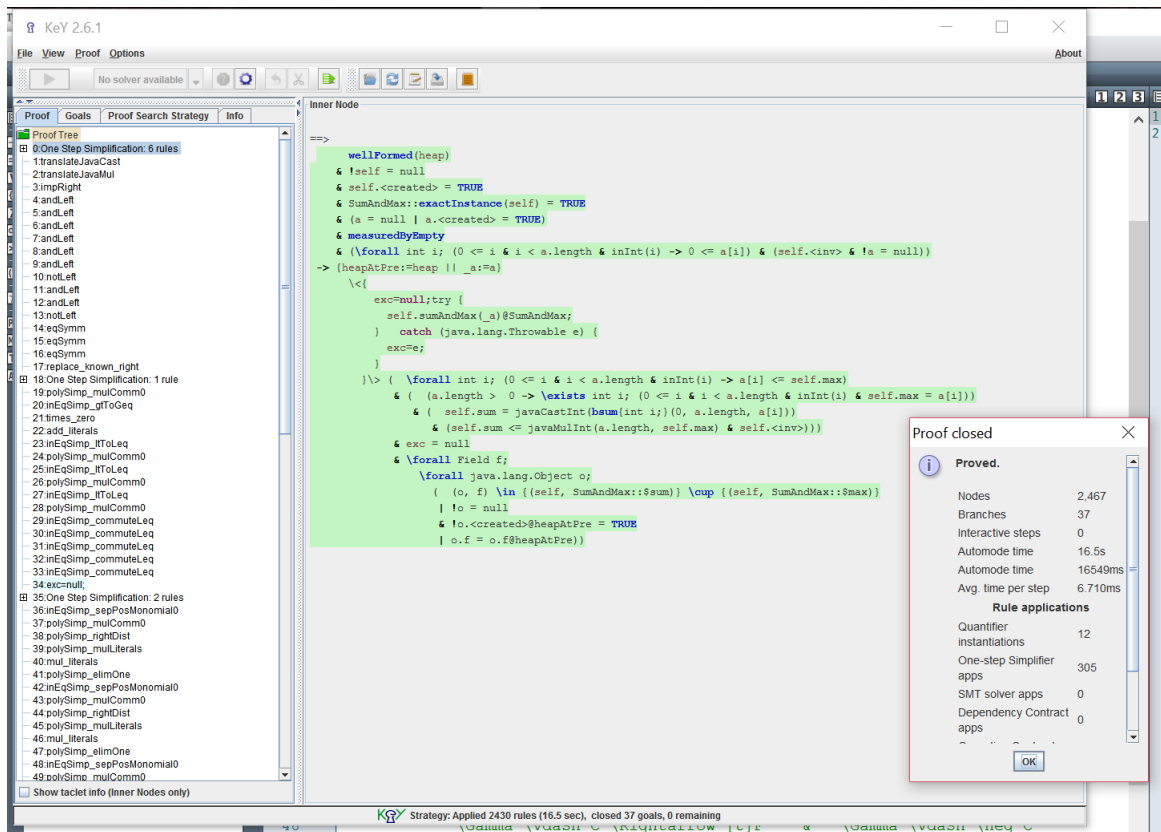 KeY 2.6.1
File View Proof Options About
No solver available
1 2 3
Proof Goals Proof Search Strategy Info
Proof Tree
0:One Step Simplification: 6 rules
1:translateJavaCast
2:translateJavaMul
3:impRight
4:andLeft
5:andLeft
6:andLeft
7:andLeft
8:andLeft
9:andLeft
10:notLeft
11:andLeft
12:andLeft
13:notLeft
14:eqSymm
15:eqSymm
16:eqSymm
17:replace_known_right
18:One Step Simplification: 1 rule
19:polySimp_mulComm0
20:inEqSimp_gtToGeq
21:times_zero
22:add_literals
23:inEqSimp_ltToLeq
24:polySimp_mulComm0
25:inEqSimp_ltToLeq
26:polySimp_mulComm0
27:inEqSimp_ltToLeq
28:polySimp_mulComm0
29:inEqSimp_commuteLeq
30:inEqSimp_commuteLeq
31:inEqSimp_commuteLeq
32:inEqSimp_commuteLeq
33:inEqSimp_commuteLeq
34:exc=null;
35:One Step Simplification: 2 rules
36:inEqSimp_sepPosMonomial0
37:polySimp_mulComm0
38:polySimp_rightDist
39:polySimp_mulLiterals
40:mul_literals
41:polySimp_elimOne
42:inEqSimp_sepPosMonomial0
43:polySimp_mulComm0
44:polySimp_rightDist
45:polySimp_mulLiterals
46:mul_literals
47:polySimp_elimOne
48:inEqSimp_sepPosMonomial0
49:polySimp_mulComm0
Show taclet info (Inner Nodes only)
Inner Node
==>
wellFormed(heap)
& !self = null
& self.<created> = TRUE
& SumAndMax::exactInstance(self) = TRUE
& (a = null | a.<created> = TRUE)
& measuredByEmpty
& (\forall int i; (0 <= i & i < a.length & inInt(i) -> 0 <= a[i]) & (self.<inv> & !a = null))
-> {heapAtPre:=heap || _a:=a}
\<{
exc=null;try {
self.sumAndMax(_a)@SumAndMax;
} catch (java.lang.Throwable e) {
exc=e;
}
}\> ( \forall int i; (0 <= i & i < a.length & inInt(i) -> a[i] <= self.max)
& ( (a.length > 0 -> \exists int i; (0 <= i & i < a.length & inInt(i) & self.max = a[i]))
& ( self.sum = javaCastInt(bsum{int i;}(0, a.length, a[i]))
& (self.sum <= javaMulInt(a.length, self.max) & self.<inv>)))
& exc = null
& \forall Field f;
\forall java.lang.Object o;
( (o, f) \in {(self, SumAndMax::$sum)} \cup {(self, SumAndMax::$max)}
| !o = null
& !o.<created>@heapAtPre = TRUE
| o.f = o.f@heapAtPre))
Proof closed
Proved.
Nodes 2,467
Branches 37
Interactive steps 0
Automode time 16.5s
Automode time 16549ms
Avg. time per step 6.710ms
Rule applications
Quantifier
instantiations 12
One-step Simplifier
apps 305
SMT solver apps 0
Dependency Contract
apps 0
OK
1
2
KeY Strategy: Applied 2430 rules (16.5 sec), closed 37 goals, 0 remaining